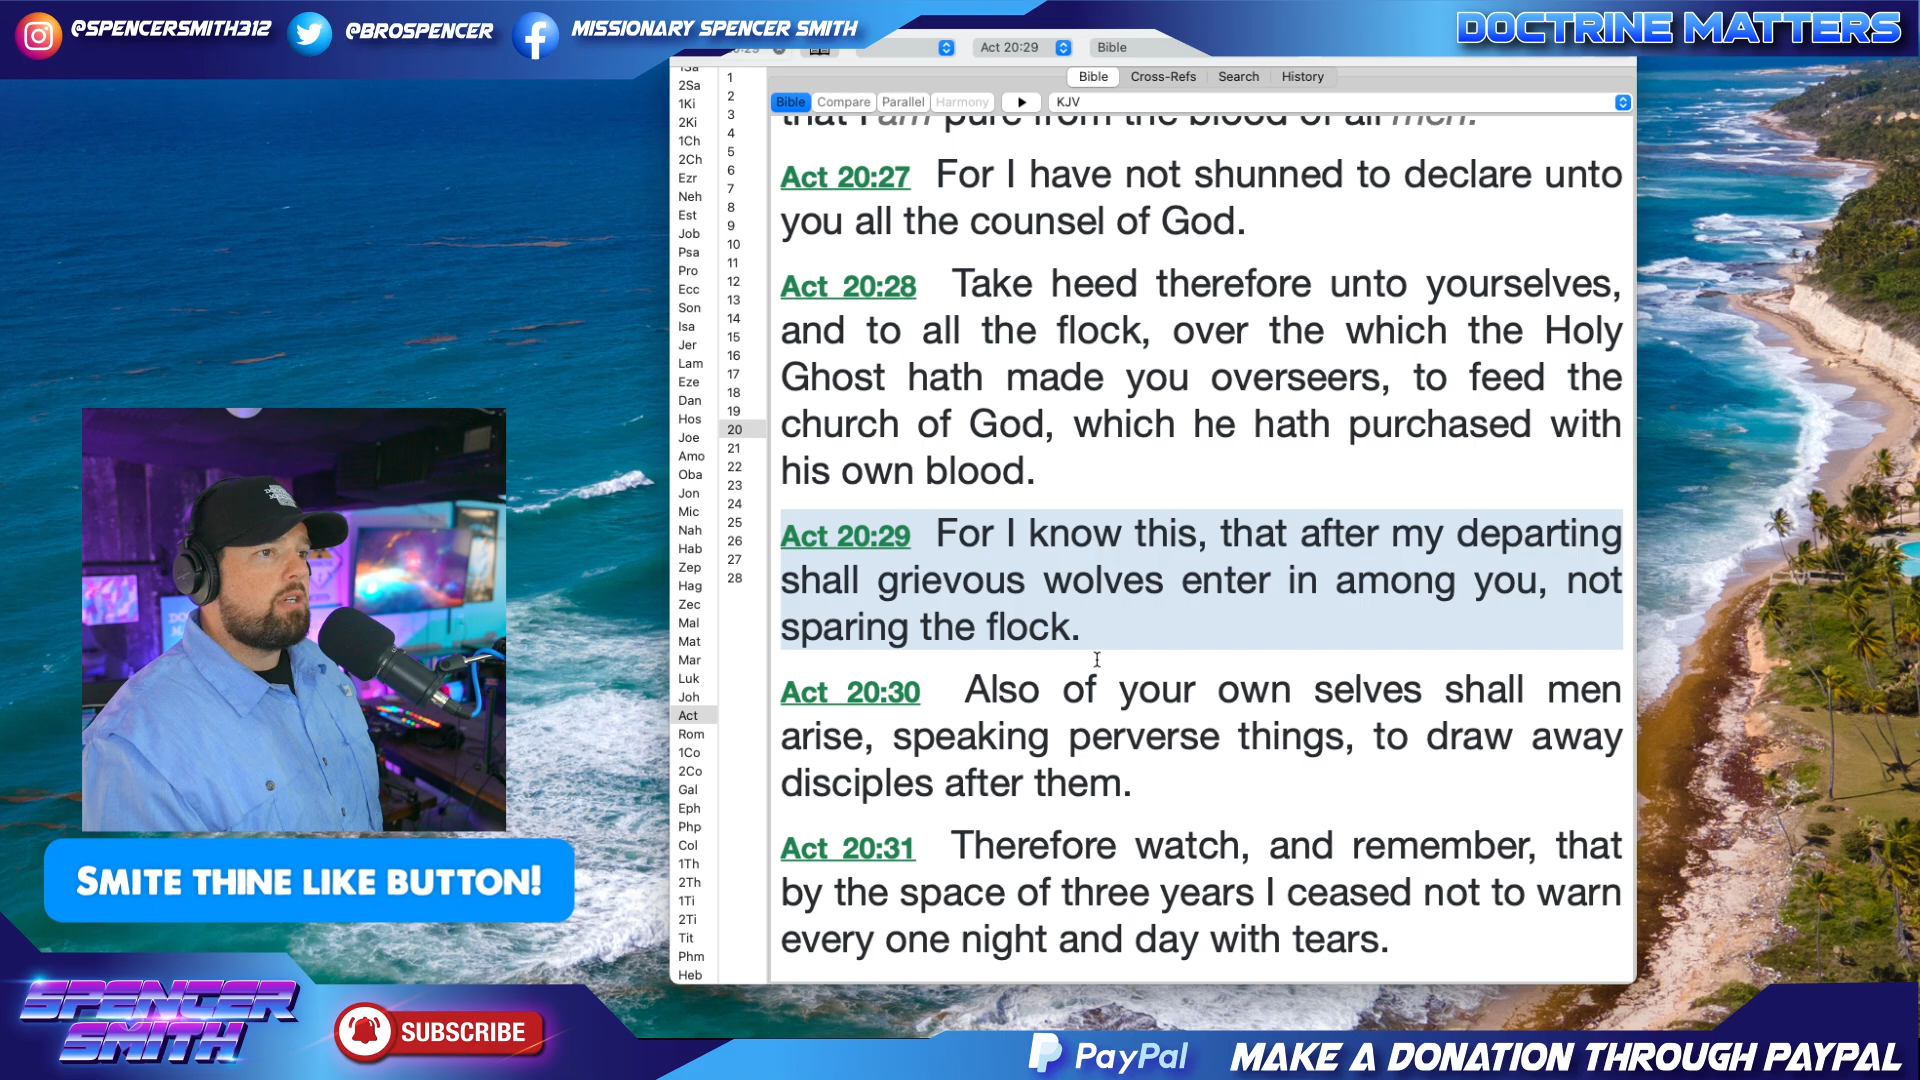 @SPENCERSMITH312
@BROSPENCER
MISSIONARY SPENCER SMITH
DOCTRINE MATTERS
Act 20:29
Bible
Bible
Cross-Refs
Search
History
Bible
Compare
Parallel
Harmony
KJV
1Sa
2Sa
1Ki
2Ki
1Ch
2Ch
Ezr
Neh
Est
Job
Psa
Pro
Ecc
Son
Isa
Jer
Lam
Eze
Dan
Hos
Joe
Amo
Oba
Jon
Mic
Nah
Hab
Zep
Hag
Zec
Mal
Mat
Mar
Luk
Joh
Act
Rom
1Co
2Co
Gal
Eph
Php
Col
1Th
2Th
1Ti
2Ti
Tit
Phm
Heb
1
2
3
4
5
6
7
8
9
10
11
12
13
14
15
16
17
18
19
20
21
22
23
24
25
26
27
28
that I am pure from the blood of all men.
Act 20:27 For I have not shunned to declare unto
you all the counsel of God.
Act 20:28 Take heed therefore unto yourselves,
and to all the flock, over the which the Holy
Ghost hath made you overseers, to feed the
church of God, which he hath purchased with
his own blood.
Act 20:29 For I know this, that after my departing
shall grievous wolves enter in among you, not
sparing the flock.
Act 20:30 Also of your own selves shall men
arise, speaking perverse things, to draw away
disciples after them.
Act 20:31 Therefore watch, and remember, that
by the space of three years I ceased not to warn
every one night and day with tears.
SMITE THINE LIKE BUTTON!
SPENCER
SMITH
SUBSCRIBE
PayPal
MAKE A DONATION THROUGH PAYPAL